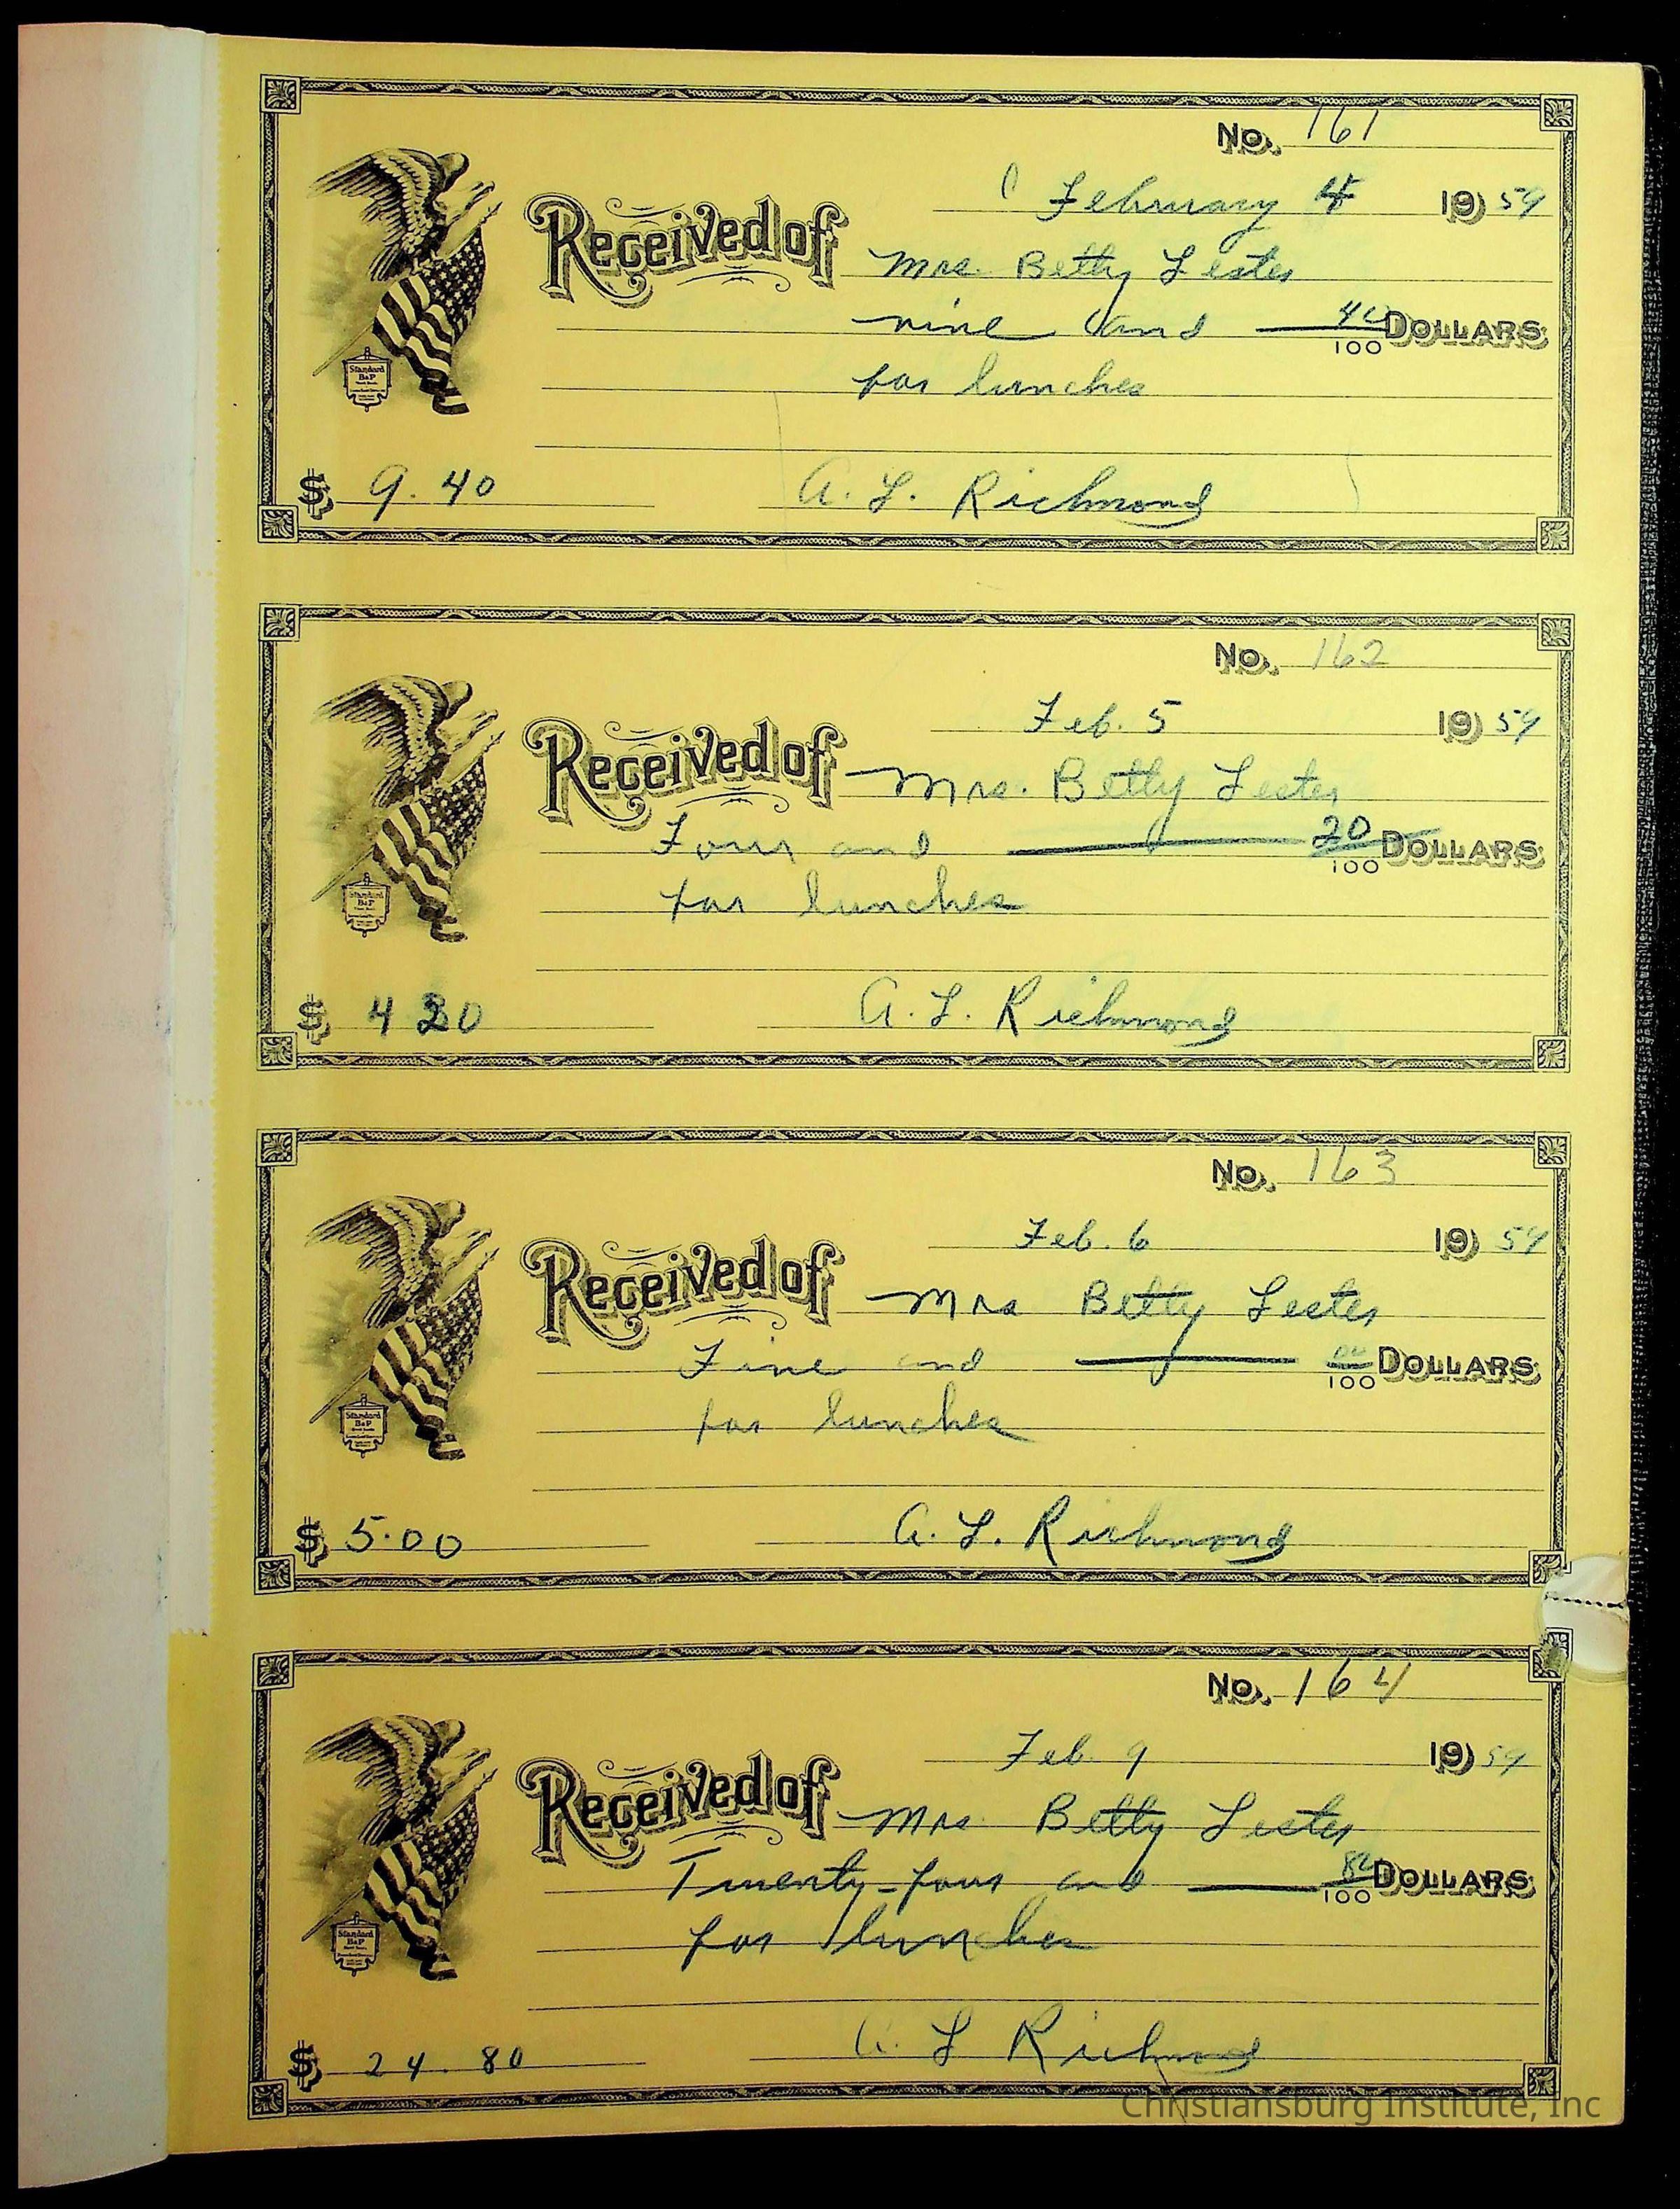 No. 161
February 4 1959
Received of Mrs. Betty Lester
nine and 40/100 DOLLARS
for lunches
$ 9.40 A. L. Richmond
Standard
B&P
No. 162
Feb. 5 1959
Received of Mrs. Betty Lester
Four and 20/100 DOLLARS
for lunches
$ 4 20 A. L. Richmond
Standard
B&P
No. 163
Feb. 6 1959
Received of Mrs Betty Lester
Five and 00/100 DOLLARS
for lunches
$ 5.00 A. L. Richmond
Standard
B&P
No. 164
Feb. 9 1959
Received of Mrs Betty Lester
Twenty-four and 80/100 DOLLARS
for lunches
$ 24.80 A. L Richmond
Standard
B&P
Christiansburg Institute, Inc